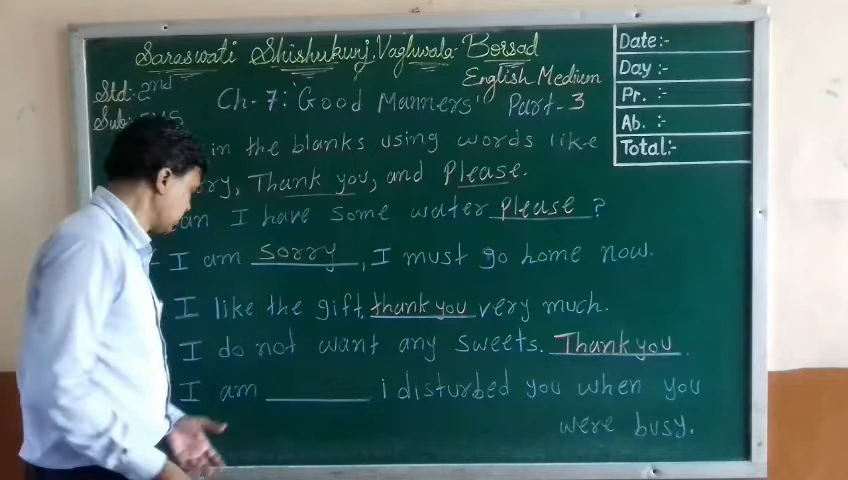 Saraswati Shishukunj, Vaghwala-Borsad
English Medium
Std: 2nd
Sub:
Ch-7: 'Good Manners' Part-3
in the blanks using words like
Thank you, and Please.
I have some water please ?
I am sorry, I must go home now.
I like the gift thank you very much.
I do not want any sweets. Thank you.
I am ________ i disturbed you when you
were busy.
Date:-
Day :-
Pr. :-
Ab. :-
Total:-